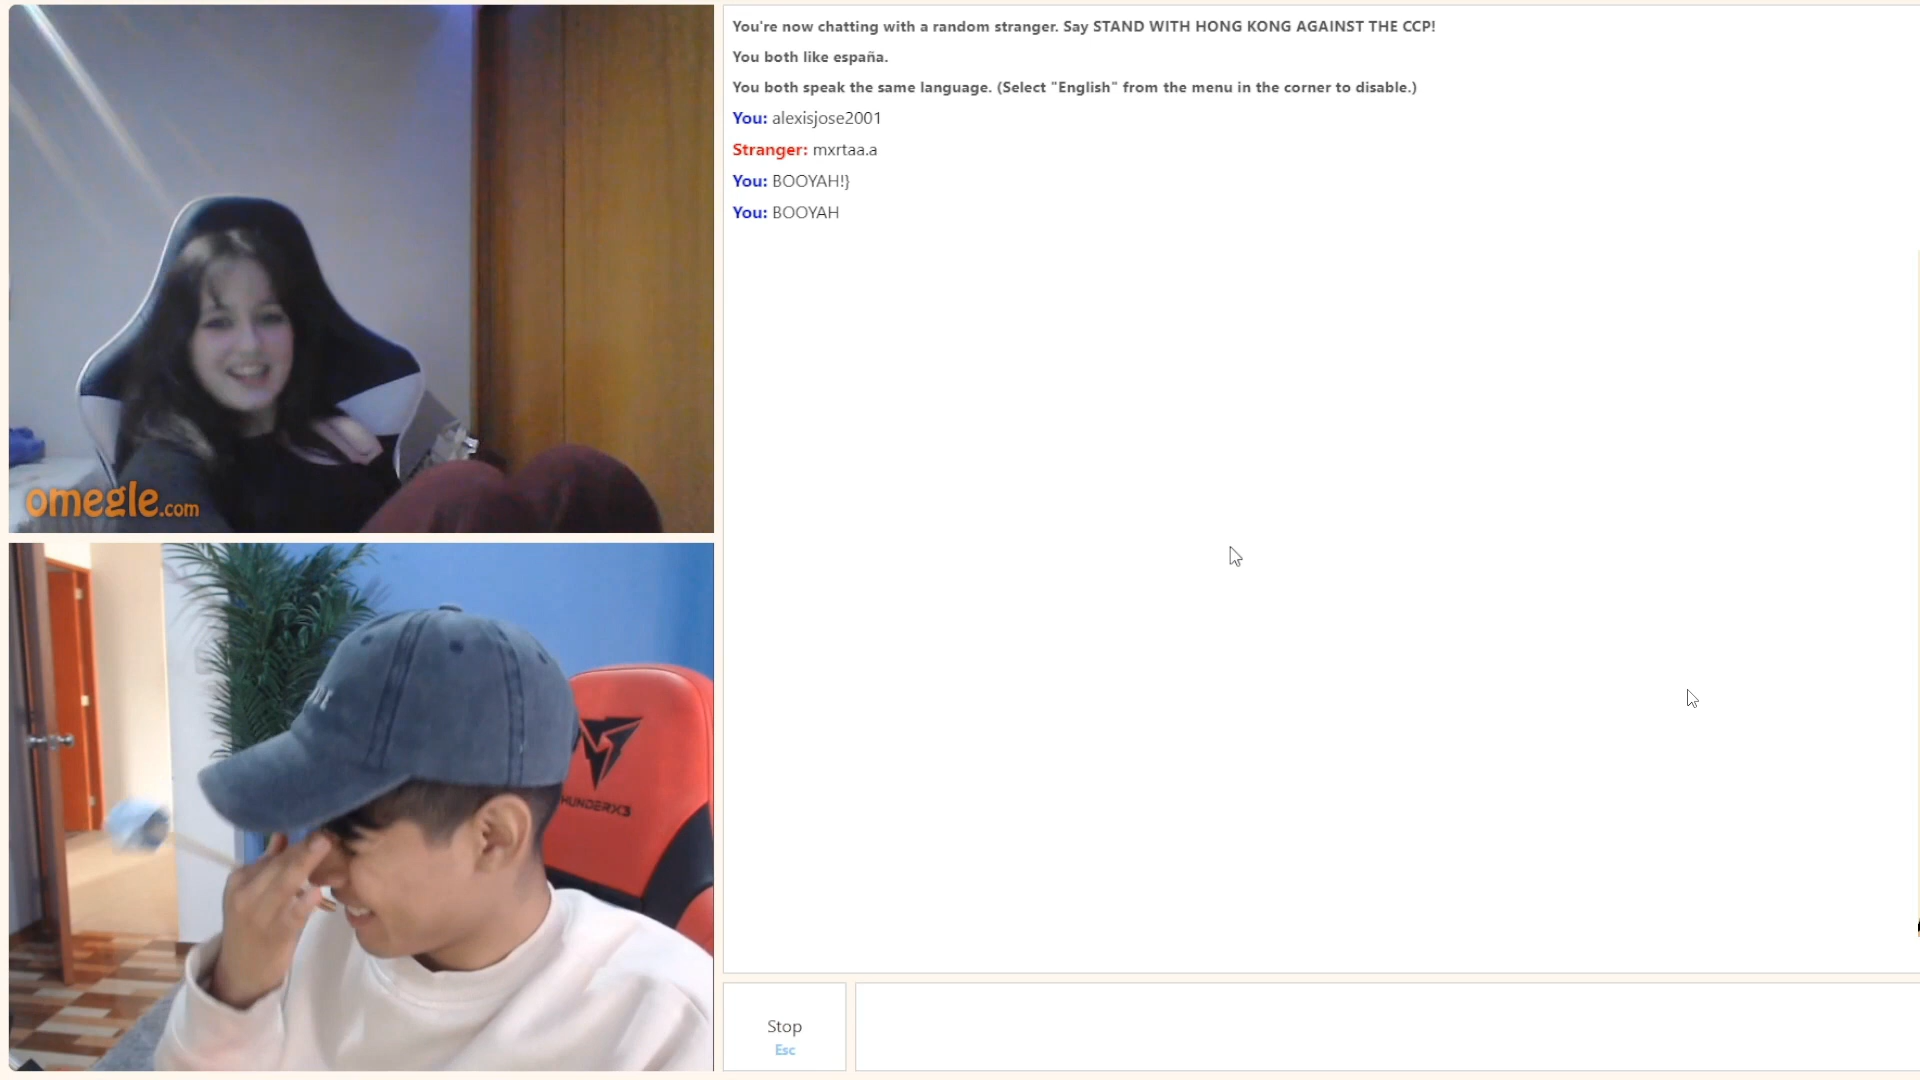 You're now chatting with a random stranger. Say STAND WITH HONG KONG AGAINST THE CCP!
You both like españa.
You both speak the same language. (Select "English" from the menu in the corner to disable.)
You: alexisjose2001
Stranger: mxrtaa.a
You: BOOYAH!}
You: BOOYAH
omegle.com
HUNDERX3
Stop
Esc